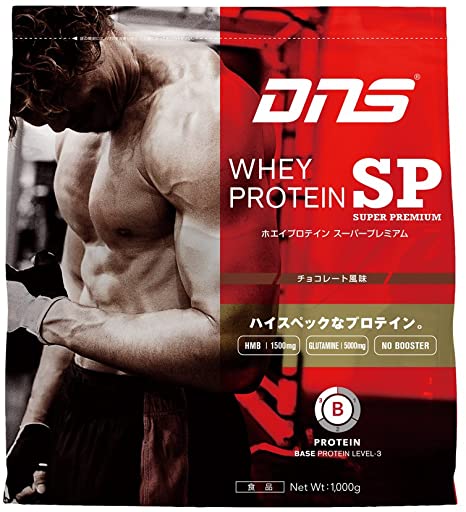 DNS®
WHEY
PROTEIN SP
SUPER PREMIUM
ホエイプロテイン スーパープレミアム
チョコレート風味
ハイスペックなプロテイン。
HMB | 1500mg
GLUTAMINE | 5000mg
NO BOOSTER
B
3
2
PROTEIN
BASE PROTEIN LEVEL-3
食品
Net Wt:1,000g